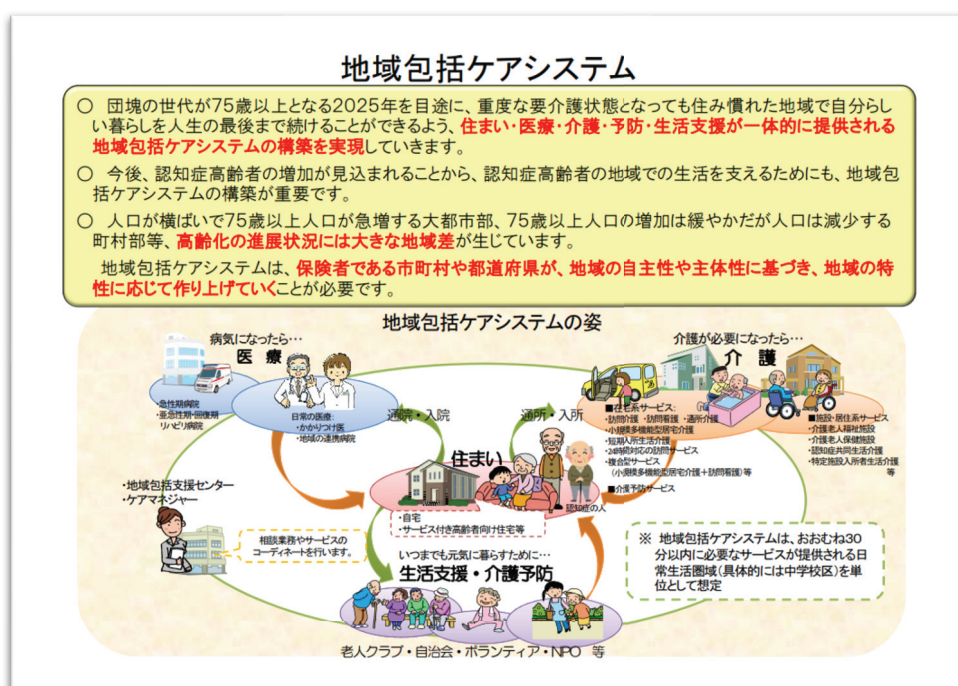 地域包括ケアシステム
○ 団塊の世代が75歳以上となる2025年を目途に、重度な要介護状態となっても住み慣れた地域で自分らし
い暮らしを人生の最後まで続けることができるよう、住まい・医療・介護・予防・生活支援が一体的に提供される
地域包括ケアシステムの構築を実現していきます。
○ 今後、認知症高齢者の増加が見込まれることから、認知症高齢者の地域での生活を支えるためにも、地域包
括ケアシステムの構築が重要です。
○ 人口が横ばいで75歳以上人口が急増する大都市部、75歳以上人口の増加は緩やかだが人口は減少する
町村部等、高齢化の進展状況には大きな地域差が生じています。
地域包括ケアシステムは、保険者である市町村や都道府県が、地域の自主性や主体性に基づき、地域の特
性に応じて作り上げていくことが必要です。
地域包括ケアシステムの姿
病気になったら…
医 療
・急性期病院
・亜急性期・回復期
リハビリ病院
日常の医療:
・かかりつけ医
・地域の連携病院
通院・入院
通所・入所
介護が必要になったら…
介 護
■在宅系サービス:
・訪問介護 ・訪問看護 ・通所介護
・小規模多機能型居宅介護
・短期入所生活介護
・24時間対応の訪問サービス
・複合型サービス
(小規模多機能型居宅介護+訪問看護)等
■介護予防サービス
■施設・居住系サービス
・介護老人福祉施設
・介護老人保健施設
・認知症共同生活介護
・特定施設入所者生活介護
等
住まい
・自宅
・サービス付き高齢者向け住宅等
認知症の人
・地域包括支援センター
・ケアマネジャー
相談業務やサービスの
コーディネートを行います。
いつまでも元気に暮らすために…
生活支援・介護予防
老人クラブ・自治会・ボランティア・NPO 等
※ 地域包括ケアシステムは、おおむね30
分以内に必要なサービスが提供される日
常生活圏域(具体的には中学校区)を単
位として想定